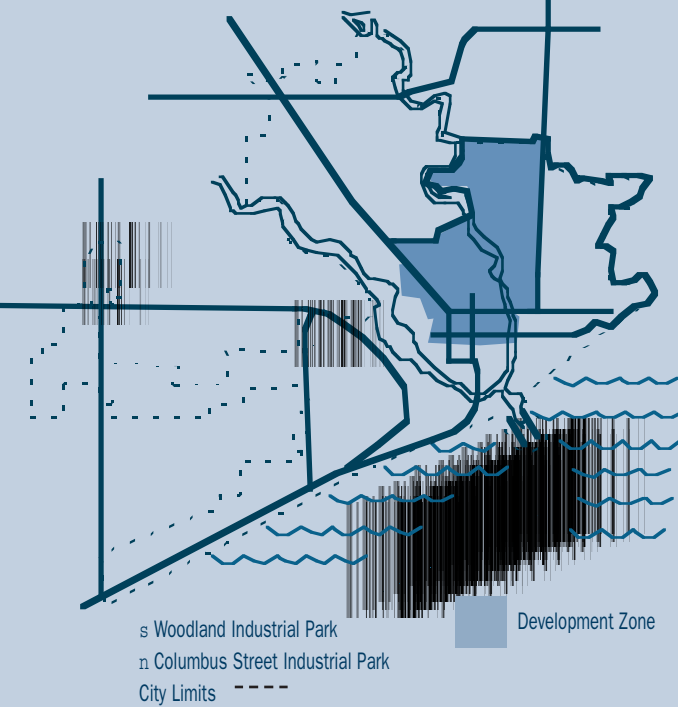 Development Zone
s Woodland Industrial Park
n Columbus Street Industrial Park
City Limits